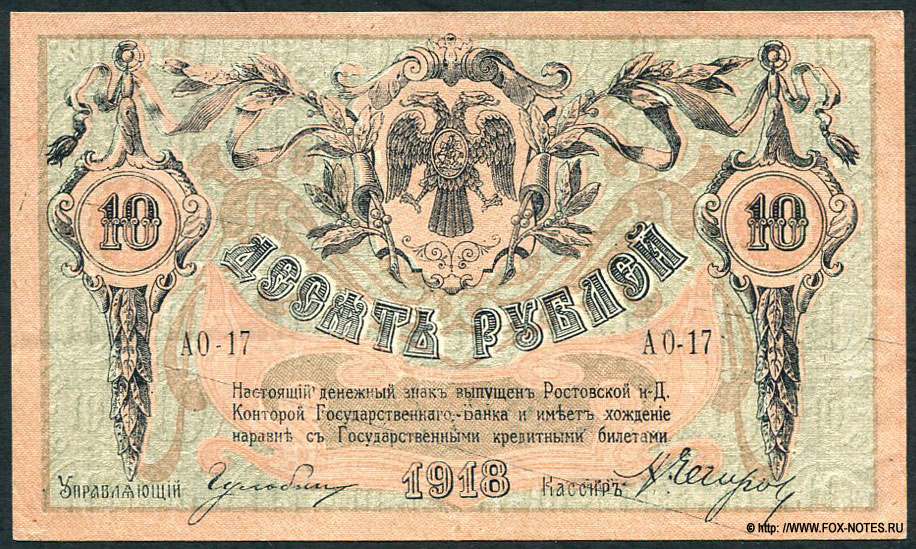 10
10
ДЕСЯТЬ РУБЛЕЙ
АО-17
АО-17
Настоящій денежный знакъ выпущен Ростовской н-Д.
Конторой Государственнаго-Банка и имѣетъ хожденіе
наравнѣ съ Государственными кредитными билетами
Управляющій
1918
Кассиръ
© http: //WWW.FOX-NOTES.RU